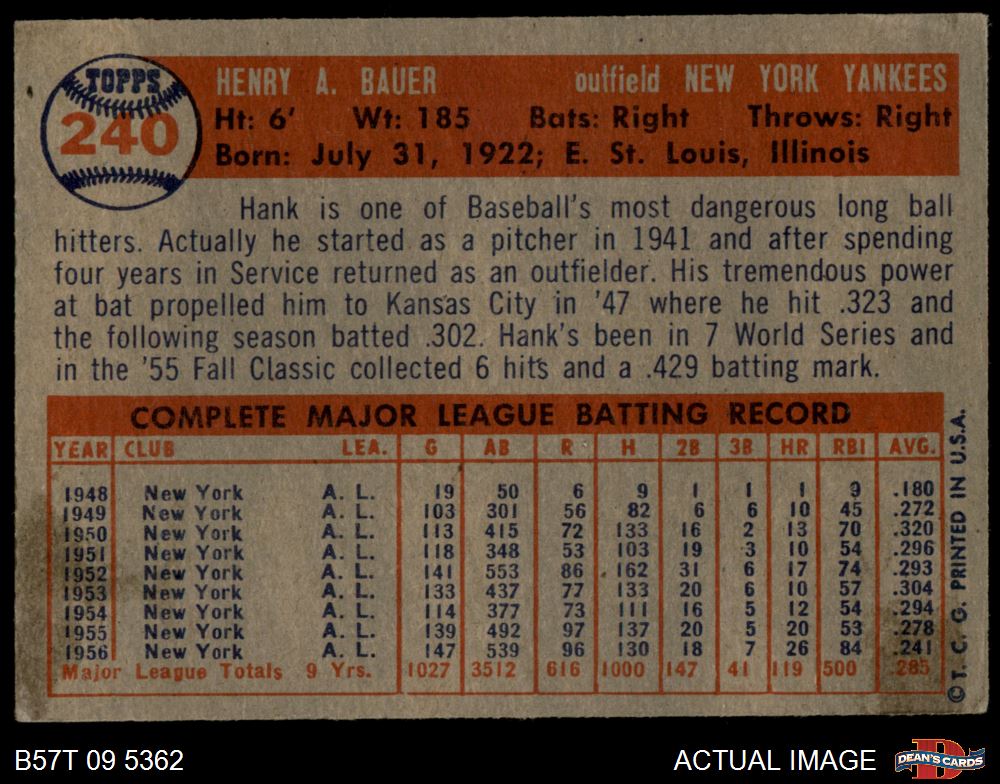 TOPPS
240
HENRY A. BAUER outfield NEW YORK YANKEES
Ht: 6' Wt: 185 Bats: Right Throws: Right
Born: July 31, 1922; E. St. Louis, Illinois
Hank is one of Baseball's most dangerous long ball
hitters. Actually he started as a pitcher in 1941 and after spending
four years in Service returned as an outfielder. His tremendous power
at bat propelled him to Kansas City in '47 where he hit .323 and
the following season batted .302. Hank's been in 7 World Series and
in the '55 Fall Classic collected 6 hits and a .429 batting mark.
COMPLETE MAJOR LEAGUE BATTING RECORD
YEAR CLUB LEA. G AB R H 2B 3B HR RBI AVG.
1948 New York A. L. 19 50 6 9 1 1 1 9 .180
1949 New York A. L. 103 301 56 82 6 6 10 45 .272
1950 New York A. L. 113 415 72 133 16 2 13 70 .320
1951 New York A. L. 118 348 53 103 19 3 10 54 .296
1952 New York A. L. 141 553 86 162 31 6 17 74 .293
1953 New York A. L. 133 437 77 133 20 6 10 57 .304
1954 New York A. L. 114 377 73 111 16 5 12 54 .294
1955 New York A. L. 139 492 97 137 20 5 20 53 .278
1956 New York A. L. 147 539 96 130 18 7 26 84 .241
Major League Totals 9 Yrs. 1027 3512 616 1000 147 41 119 500 .285
© T. C. G. PRINTED IN U.S.A.
B57T 09 5362 ACTUAL IMAGE
DEAN'S CARDS